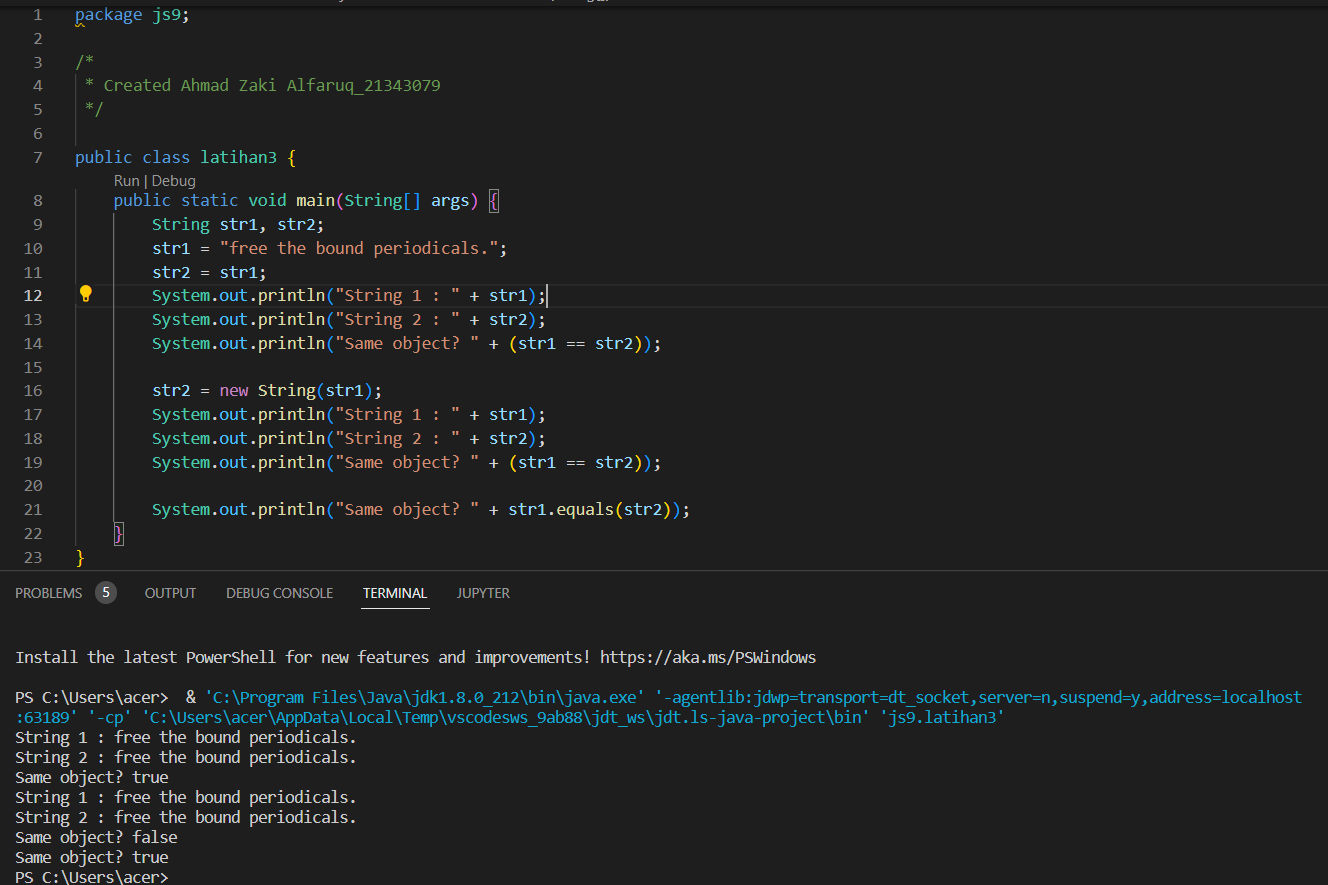 1 package js9;
2
3 /*
4  * Created Ahmad Zaki Alfaruq_21343079
5  */
6
7 public class latihan3 {
Run | Debug
8     public static void main(String[] args) {
9         String str1, str2;
10         str1 = "free the bound periodicals.";
11         str2 = str1;
12         System.out.println("String 1 : " + str1);
13         System.out.println("String 2 : " + str2);
14         System.out.println("Same object? " + (str1 == str2));
15
16         str2 = new String(str1);
17         System.out.println("String 1 : " + str1);
18         System.out.println("String 2 : " + str2);
19         System.out.println("Same object? " + (str1 == str2));
20
21         System.out.println("Same object? " + str1.equals(str2));
22     }
23 }
PROBLEMS 5 OUTPUT DEBUG CONSOLE TERMINAL JUPYTER
Install the latest PowerShell for new features and improvements! https://aka.ms/PSWindows
PS C:\Users\acer>  & 'C:\Program Files\Java\jdk1.8.0_212\bin\java.exe' '-agentlib:jdwp=transport=dt_socket,server=n,suspend=y,address=localhost
:63189' '-cp' 'C:\Users\acer\AppData\Local\Temp\vscodesws_9ab88\jdt_ws\jdt.ls-java-project\bin' 'js9.latihan3'
String 1 : free the bound periodicals.
String 2 : free the bound periodicals.
Same object? true
String 1 : free the bound periodicals.
String 2 : free the bound periodicals.
Same object? false
Same object? true
PS C:\Users\acer>